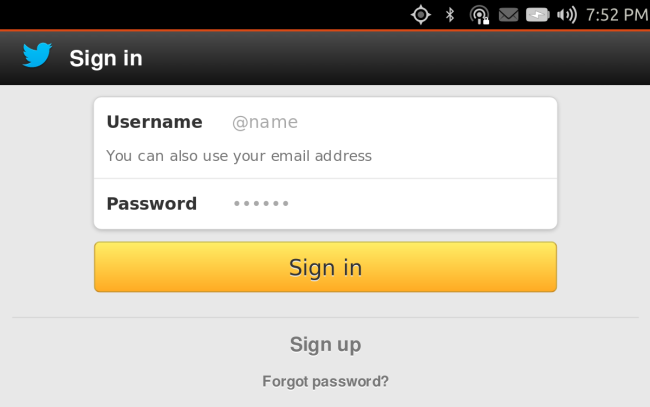 7:52 PM
Sign in
Username @name
You can also use your email address
Password ••••••
Sign in
Sign up
Forgot password?